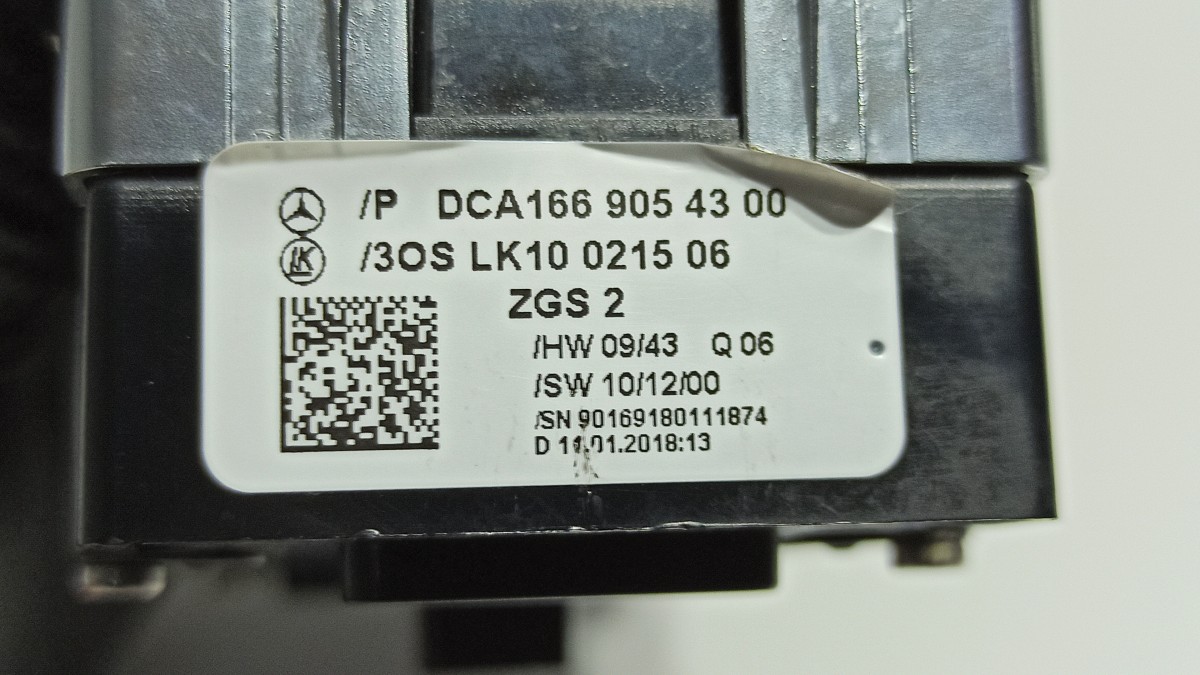 /P DCA166 905 43 00
LK /3OS LK10 0215 06
ZGS 2
/HW 09/43 Q 06
/SW 10/12/00
/SN 90169180111874
D 11.01.2018:13